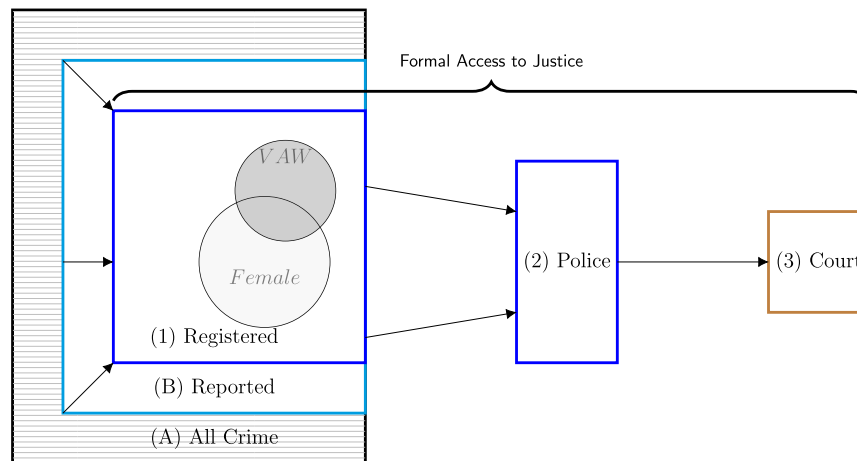 Formal Access to Justice
VAW
Female
(2) Police
(3) Court
(1) Registered
(B) Reported
(A) All Crime